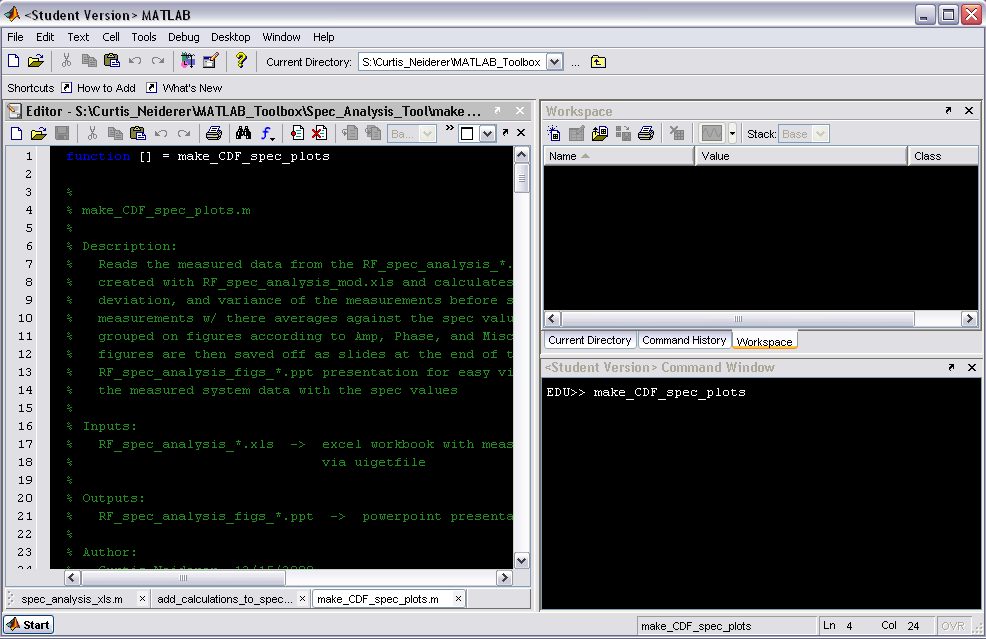 <Student Version> MATLAB
File Edit Text Cell Tools Debug Desktop Window Help
Current Directory: S:\Curtis_Neiderer\MATLAB_Toolbox ...
Shortcuts How to Add What's New
Editor - S:\Curtis_Neiderer\MATLAB_Toolbox\Spec_Analysis_Tool\make ...
Ba...
1 function [] = make_CDF_spec_plots
2
3 %
4 % make_CDF_spec_plots.m
5 %
6 % Description:
7 % Reads the measured data from the RF_spec_analysis_*.
8 % created with RF_spec_analysis_mod.xls and calculates
9 % deviation, and variance of the measurements before s
10 % measurements w/ there averages against the spec valu
11 % grouped on figures according to Amp, Phase, and Misc
12 % figures are then saved off as slides at the end of t
13 % RF_spec_analysis_figs_*.ppt presentation for easy vi
14 % the measured system data with the spec values
15 %
16 % Inputs:
17 % RF_spec_analysis_*.xls -> excel workbook with meas
18 % via uigetfile
19 %
20 % Outputs:
21 % RF_spec_analysis_figs_*.ppt -> powerpoint presenta
22 %
23 % Author:
spec_analysis_xls.m add_calculations_to_spec... make_CDF_spec_plots.m
Workspace
Stack: Base
Name Value Class
Current Directory Command History Workspace
<Student Version> Command Window
EDU>> make_CDF_spec_plots
Start make_CDF_spec_plots Ln 4 Col 24 OVR